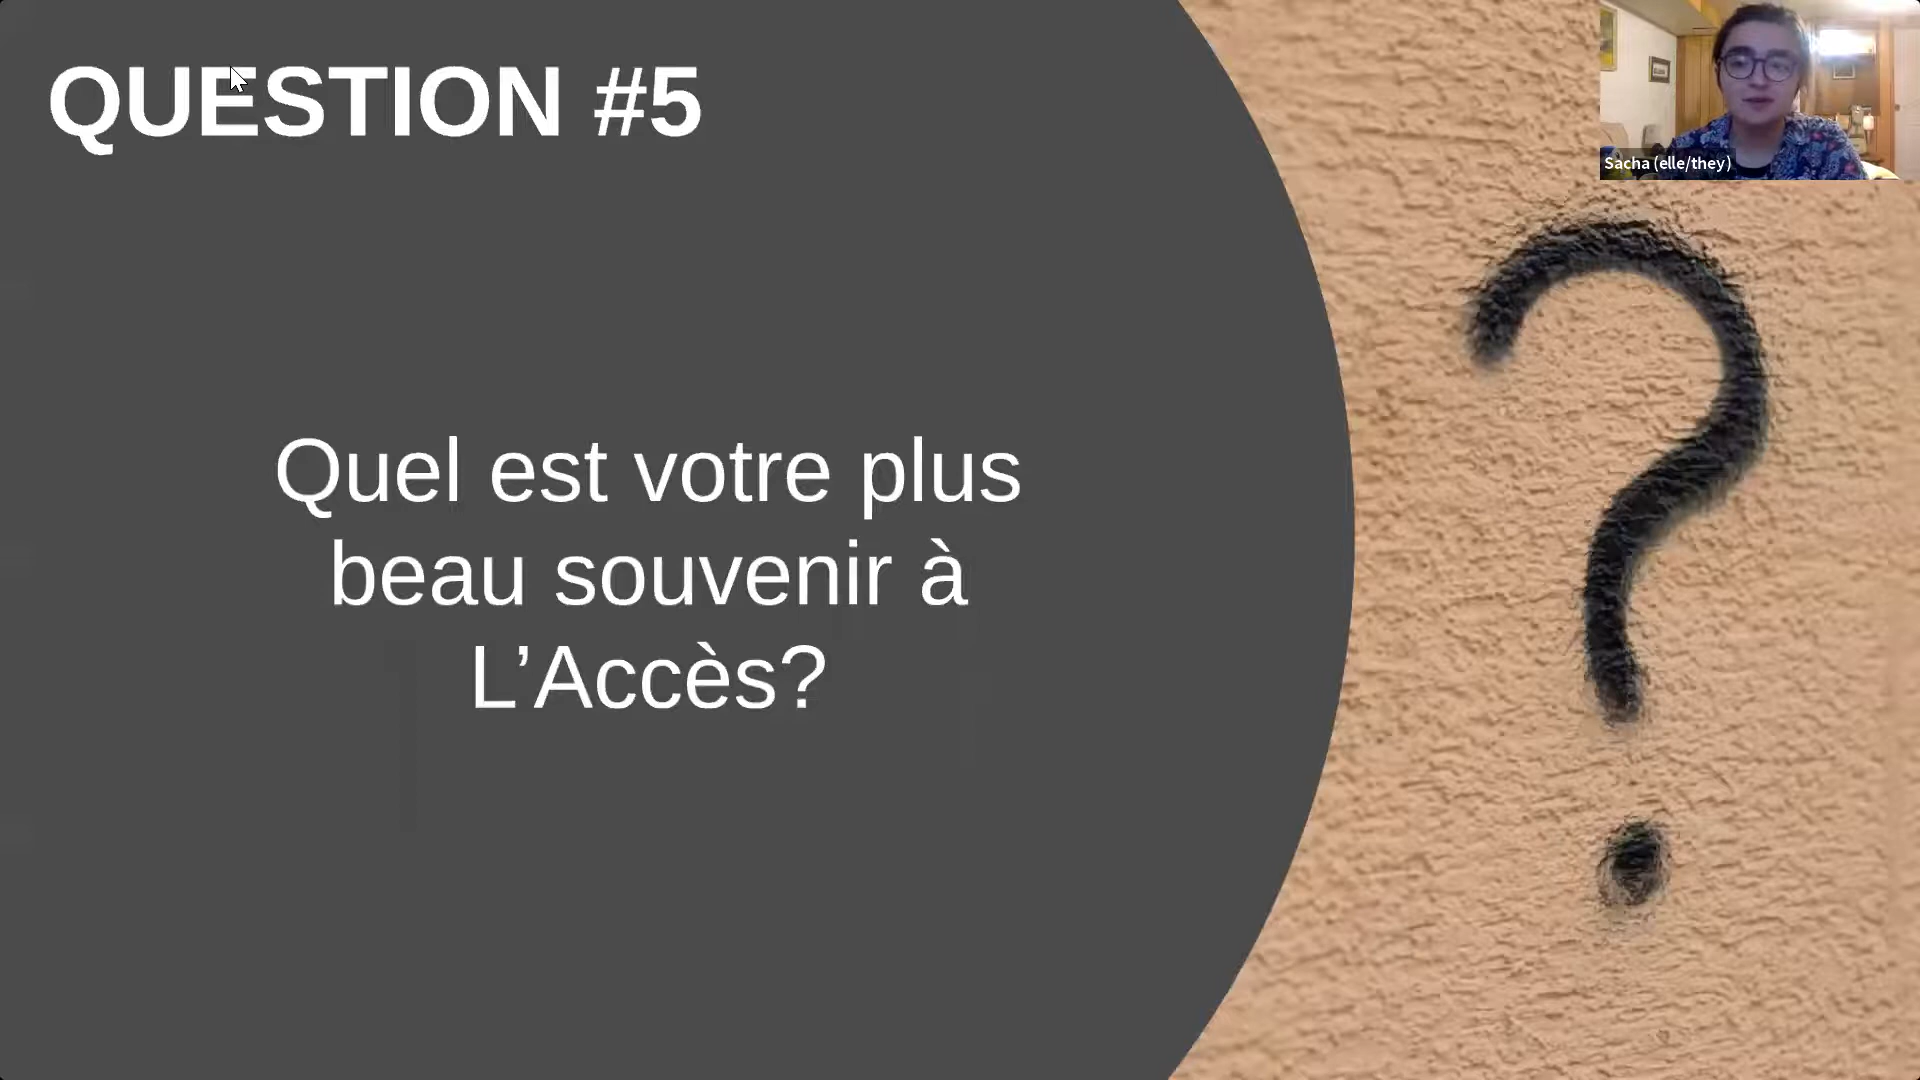 QUESTION #5
Sacha (elle/they)
Quel est votre plus
beau souvenir à
L’Accès?